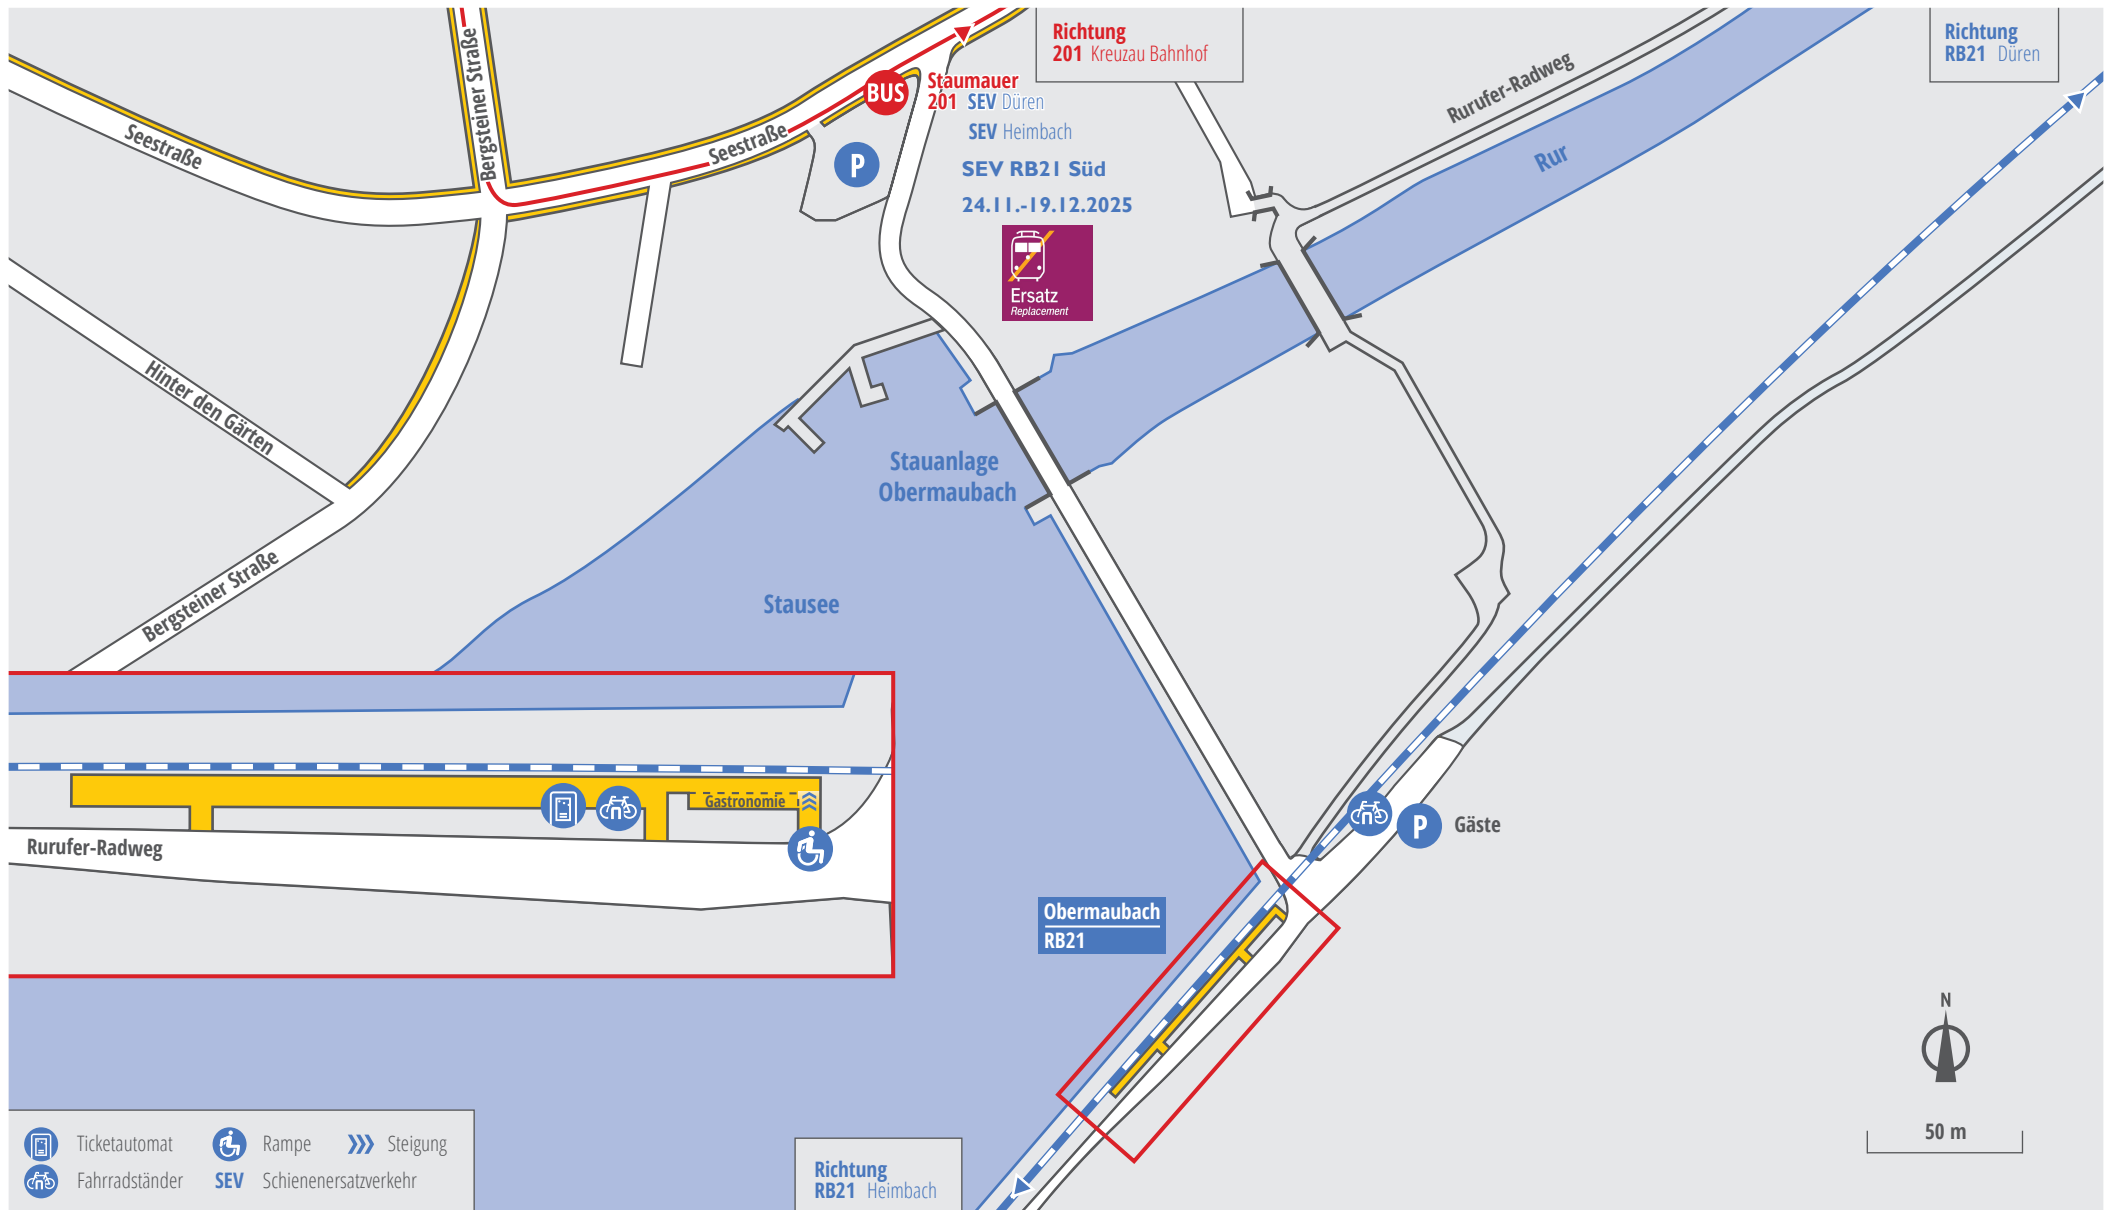 Richtung
201 Kreuzau Bahnhof
Richtung
RB21 Düren
Bergsteiner Straße
Seestraße
Seestraße
BUS
Staumauer
201 SEV Düren
SEV Heimbach
SEV RB21 Süd
24.11.-19.12.2025
Ersatz
Replacement
P
Rurufer-Radweg
Rur
Hinter den Gärten
Bergsteiner Straße
Stauanlage
Obermaubach
Stausee
Gastronomie
Rurufer-Radweg
P
Gäste
Obermaubach
RB21
N
50 m
Ticketautomat
Rampe
Steigung
Fahrradständer
SEV Schienenersatzverkehr
Richtung
RB21 Heimbach